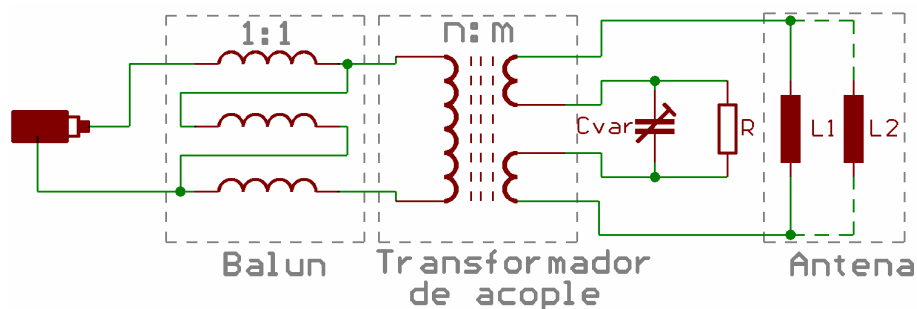 1:1
n:m
Cvar
R
L1
L2
Balun
Transformador
de acople
Antena